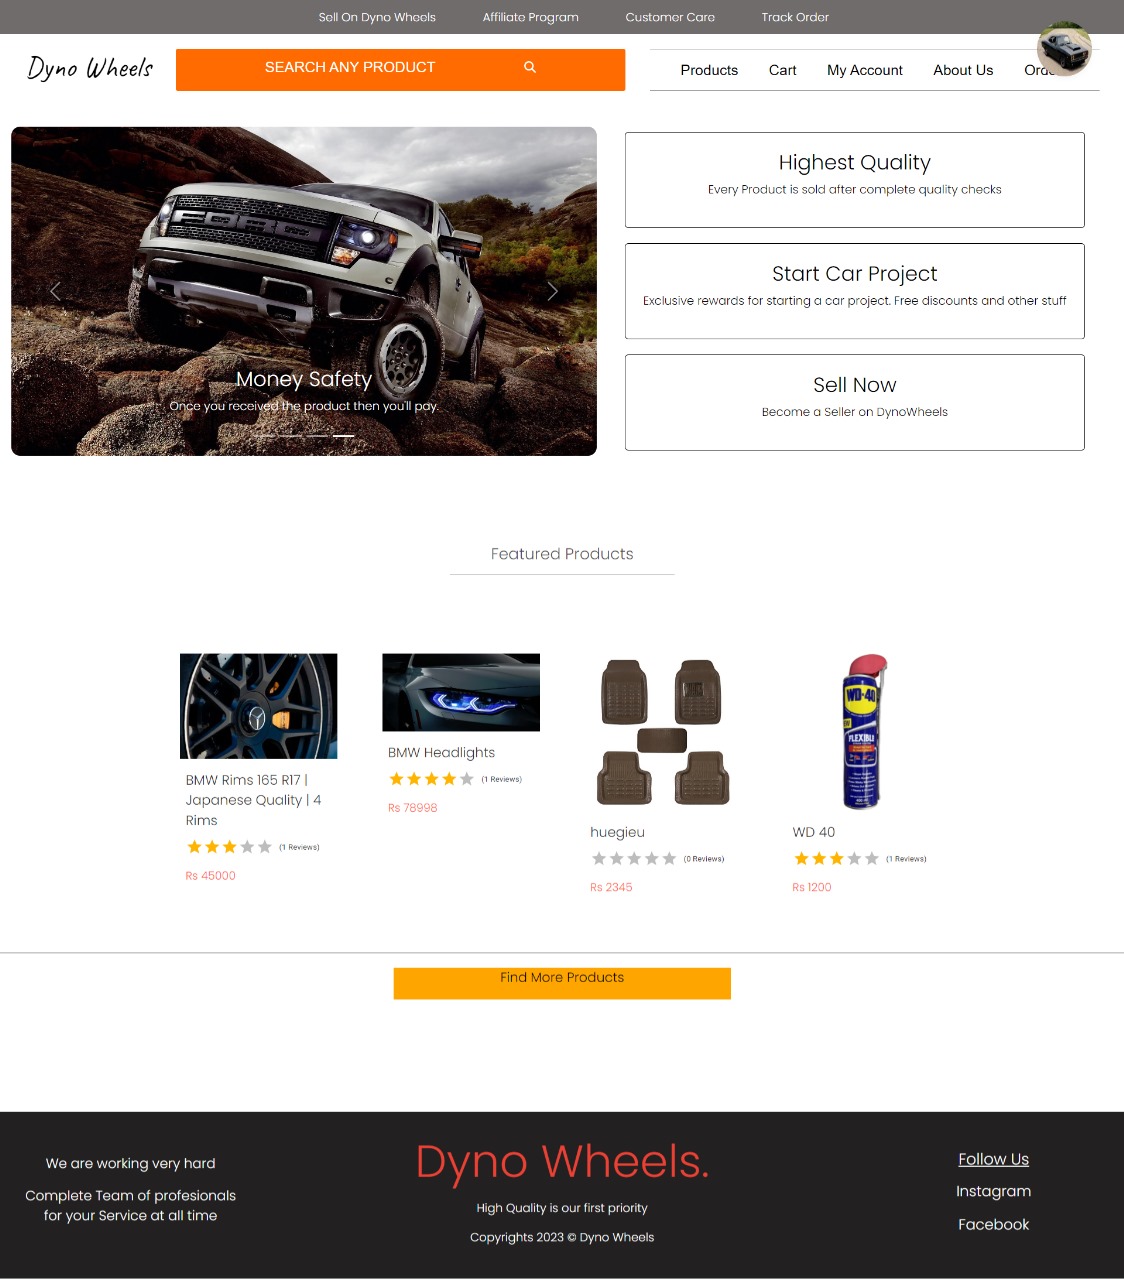 Sell On Dyno Wheels
Affiliate Program
Customer Care
Track Order
Dyno Wheels
SEARCH ANY PRODUCT
Products
Cart
My Account
About Us
Money Safety
Once you received the product then you'll pay.
Highest Quality
Every Product is sold after complete quality checks
Start Car Project
Exclusive rewards for starting a car project. Free discounts and other stuff
Sell Now
Become a Seller on DynoWheels
Featured Products
BMW Rims 165 R17 |
Japanese Quality | 4
Rims
(1 Reviews)
Rs 45000
BMW Headlights
(1 Reviews)
Rs 78998
huegieu
(0 Reviews)
Rs 2345
WD-40
FLEXIBLE
WD 40
(1 Reviews)
Rs 1200
Find More Products
We are working very hard
Complete Team of profesionals
for your Service at all time
Dyno Wheels.
High Quality is our first priority
Copyrights 2023 © Dyno Wheels
Follow Us
Instagram
Facebook